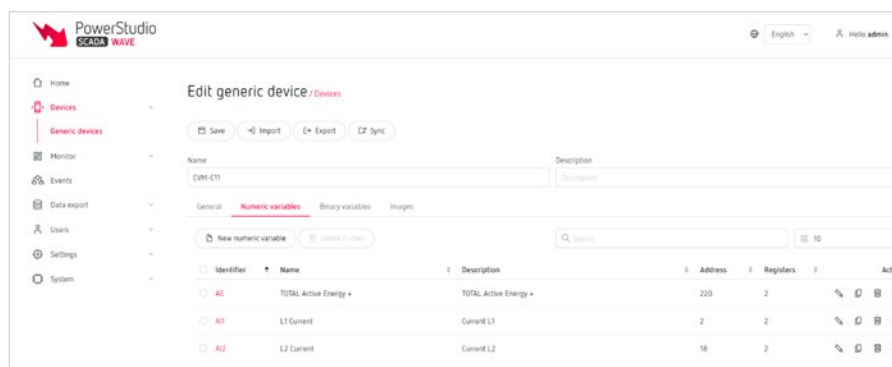 PowerStudio
SCADA WAVE
English
Hello admin
Home
Devices
Generic devices
Monitor
Events
Data export
Users
Settings
System
Edit generic device / Devices
Save Import Export Sync
Name Description
CVM-C11 Description
General Numeric variables Binary variables Images
New numeric variable Delete 0 rows Search 10
Identifier Name Description Address Registers Act
AE TOTAL Active Energy + TOTAL Active Energy + 220 2
AI1 L1 Current Current L1 2 2
AI2 L2 Current Current L2 18 2